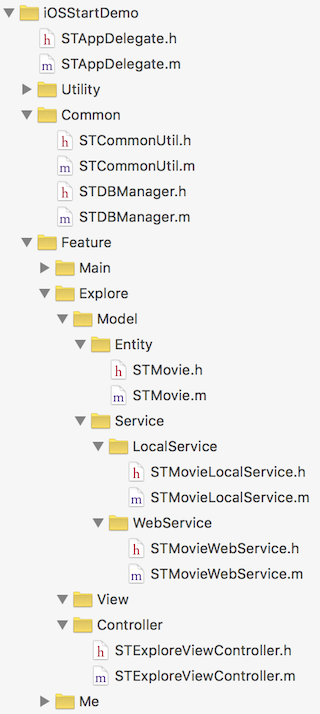 iOSStartDemo
h STAppDelegate.h
m STAppDelegate.m
Utility
Common
h STCommonUtil.h
m STCommonUtil.m
h STDBManager.h
m STDBManager.m
Feature
Main
Explore
Model
Entity
h STMovie.h
m STMovie.m
Service
LocalService
h STMovieLocalService.h
m STMovieLocalService.m
WebService
h STMovieWebService.h
m STMovieWebService.m
View
Controller
h STExploreViewController.h
m STExploreViewController.m
Me